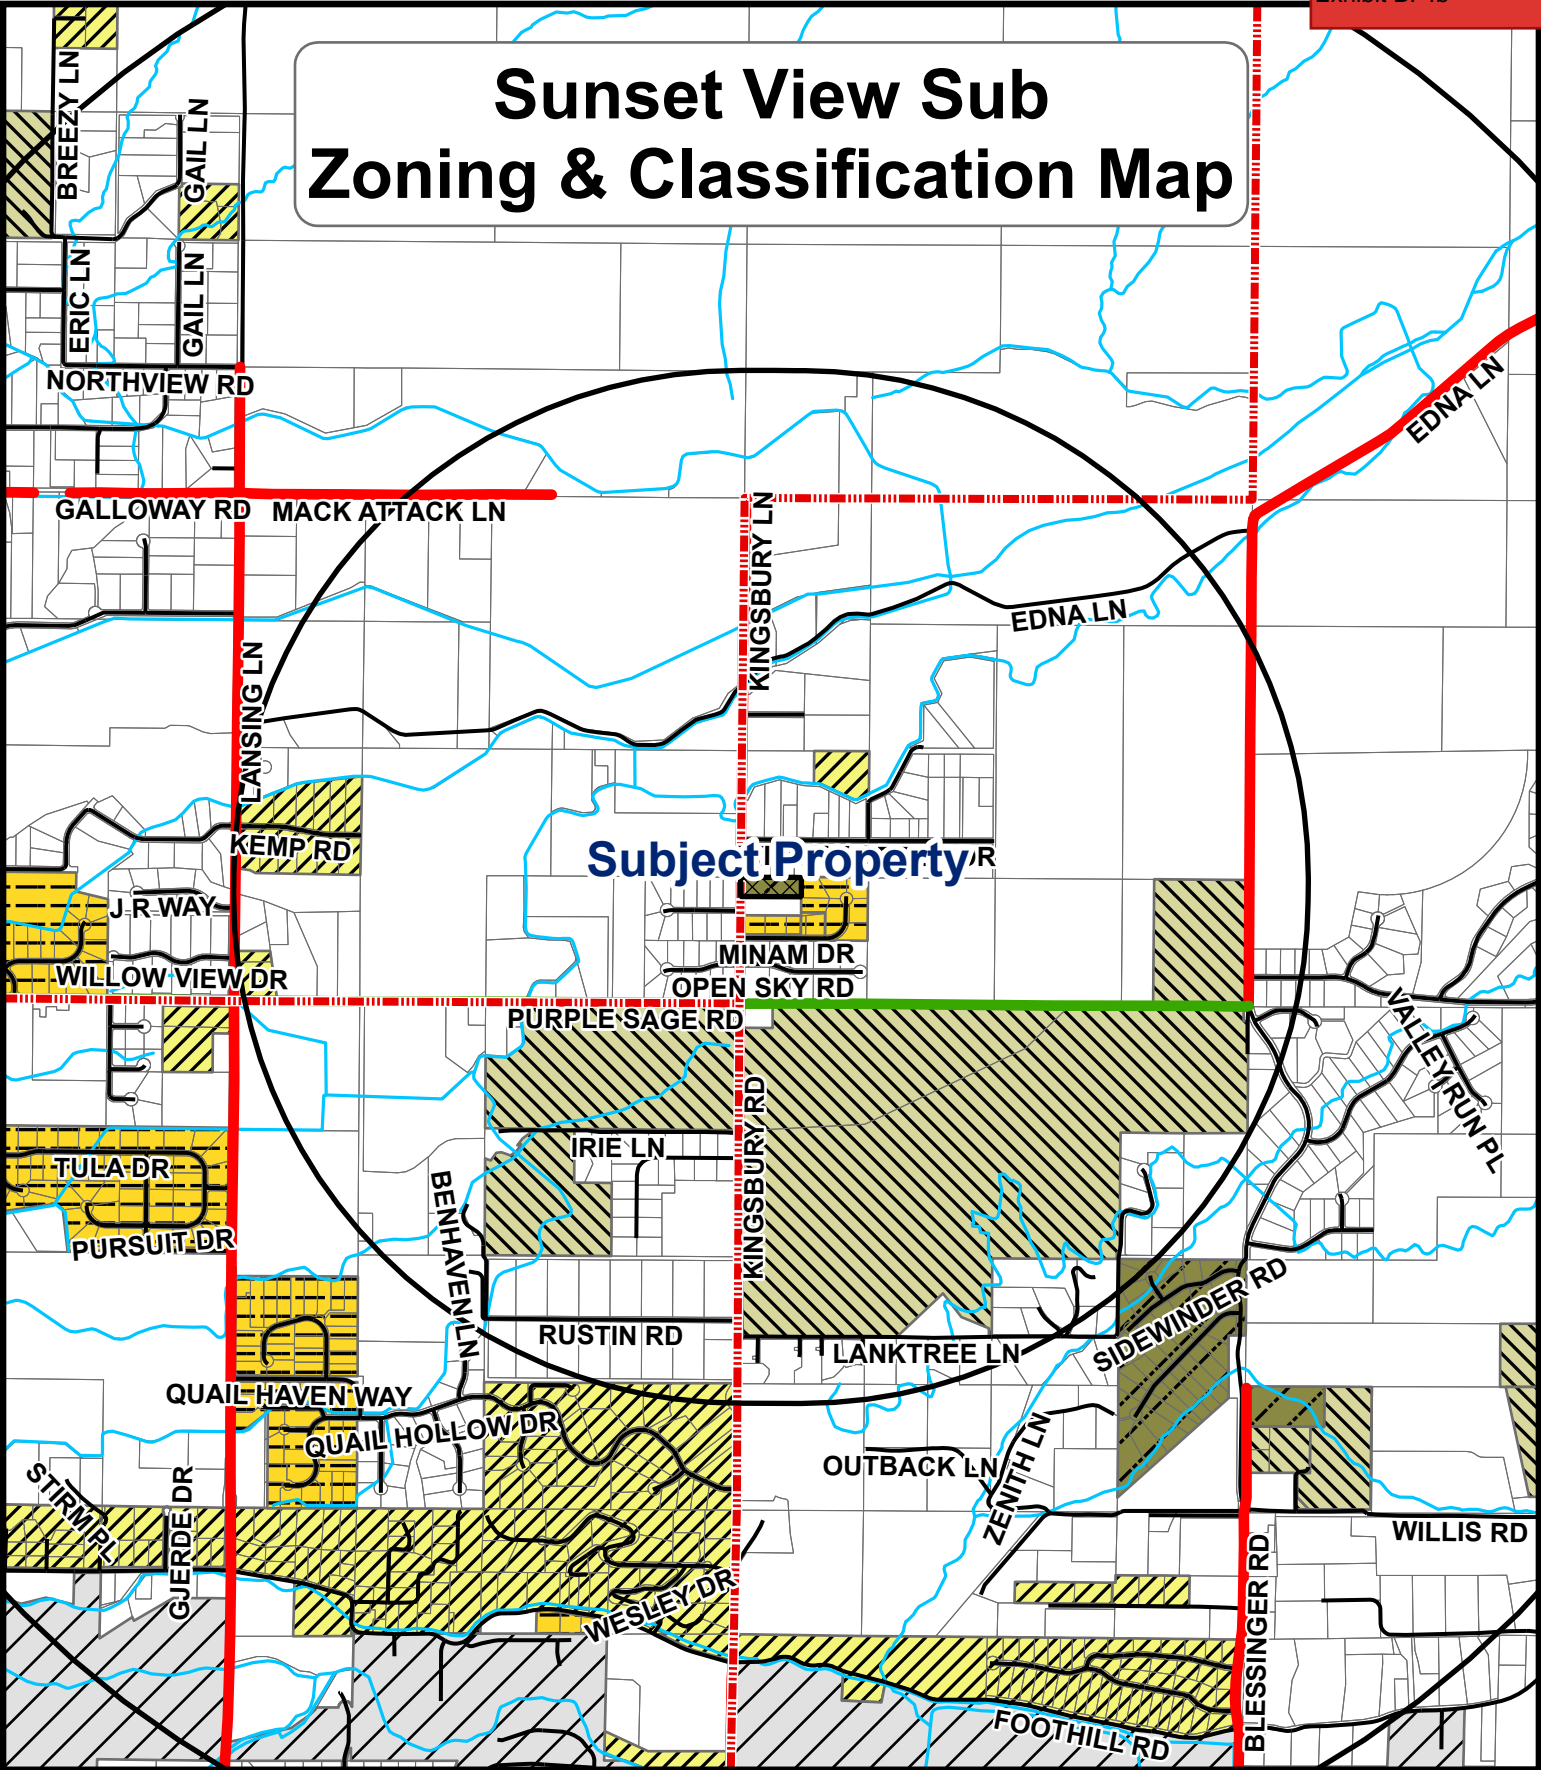 Sunset View Sub
Zoning & Classification Map
BREEZY LN
GAIL LN
ERIC LN
GAIL LN
NORTHVIEW RD
EDNA LN
GALLOWAY RD
MACK ATTACK LN
KINGSBURY LN
EDNA LN
LANSING LN
KEMP RD
Subject Property
J R WAY
MINAM DR
WILLOW VIEW DR
OPEN SKY RD
PURPLE SAGE RD
VALLEY RUN PL
KINGSBURY RD
IRIE LN
TULA DR
BENHAVEN LN
PURSUIT DR
SIDEWINDER RD
RUSTIN RD
LANKTREE LN
QUAIL HAVEN WAY
QUAIL HOLLOW DR
OUTBACK LN
ZENITH LN
STIRM PL
GJERDE DR
WILLIS RD
WESLEY DR
BLESSINGER RD
FOOTHILL RD